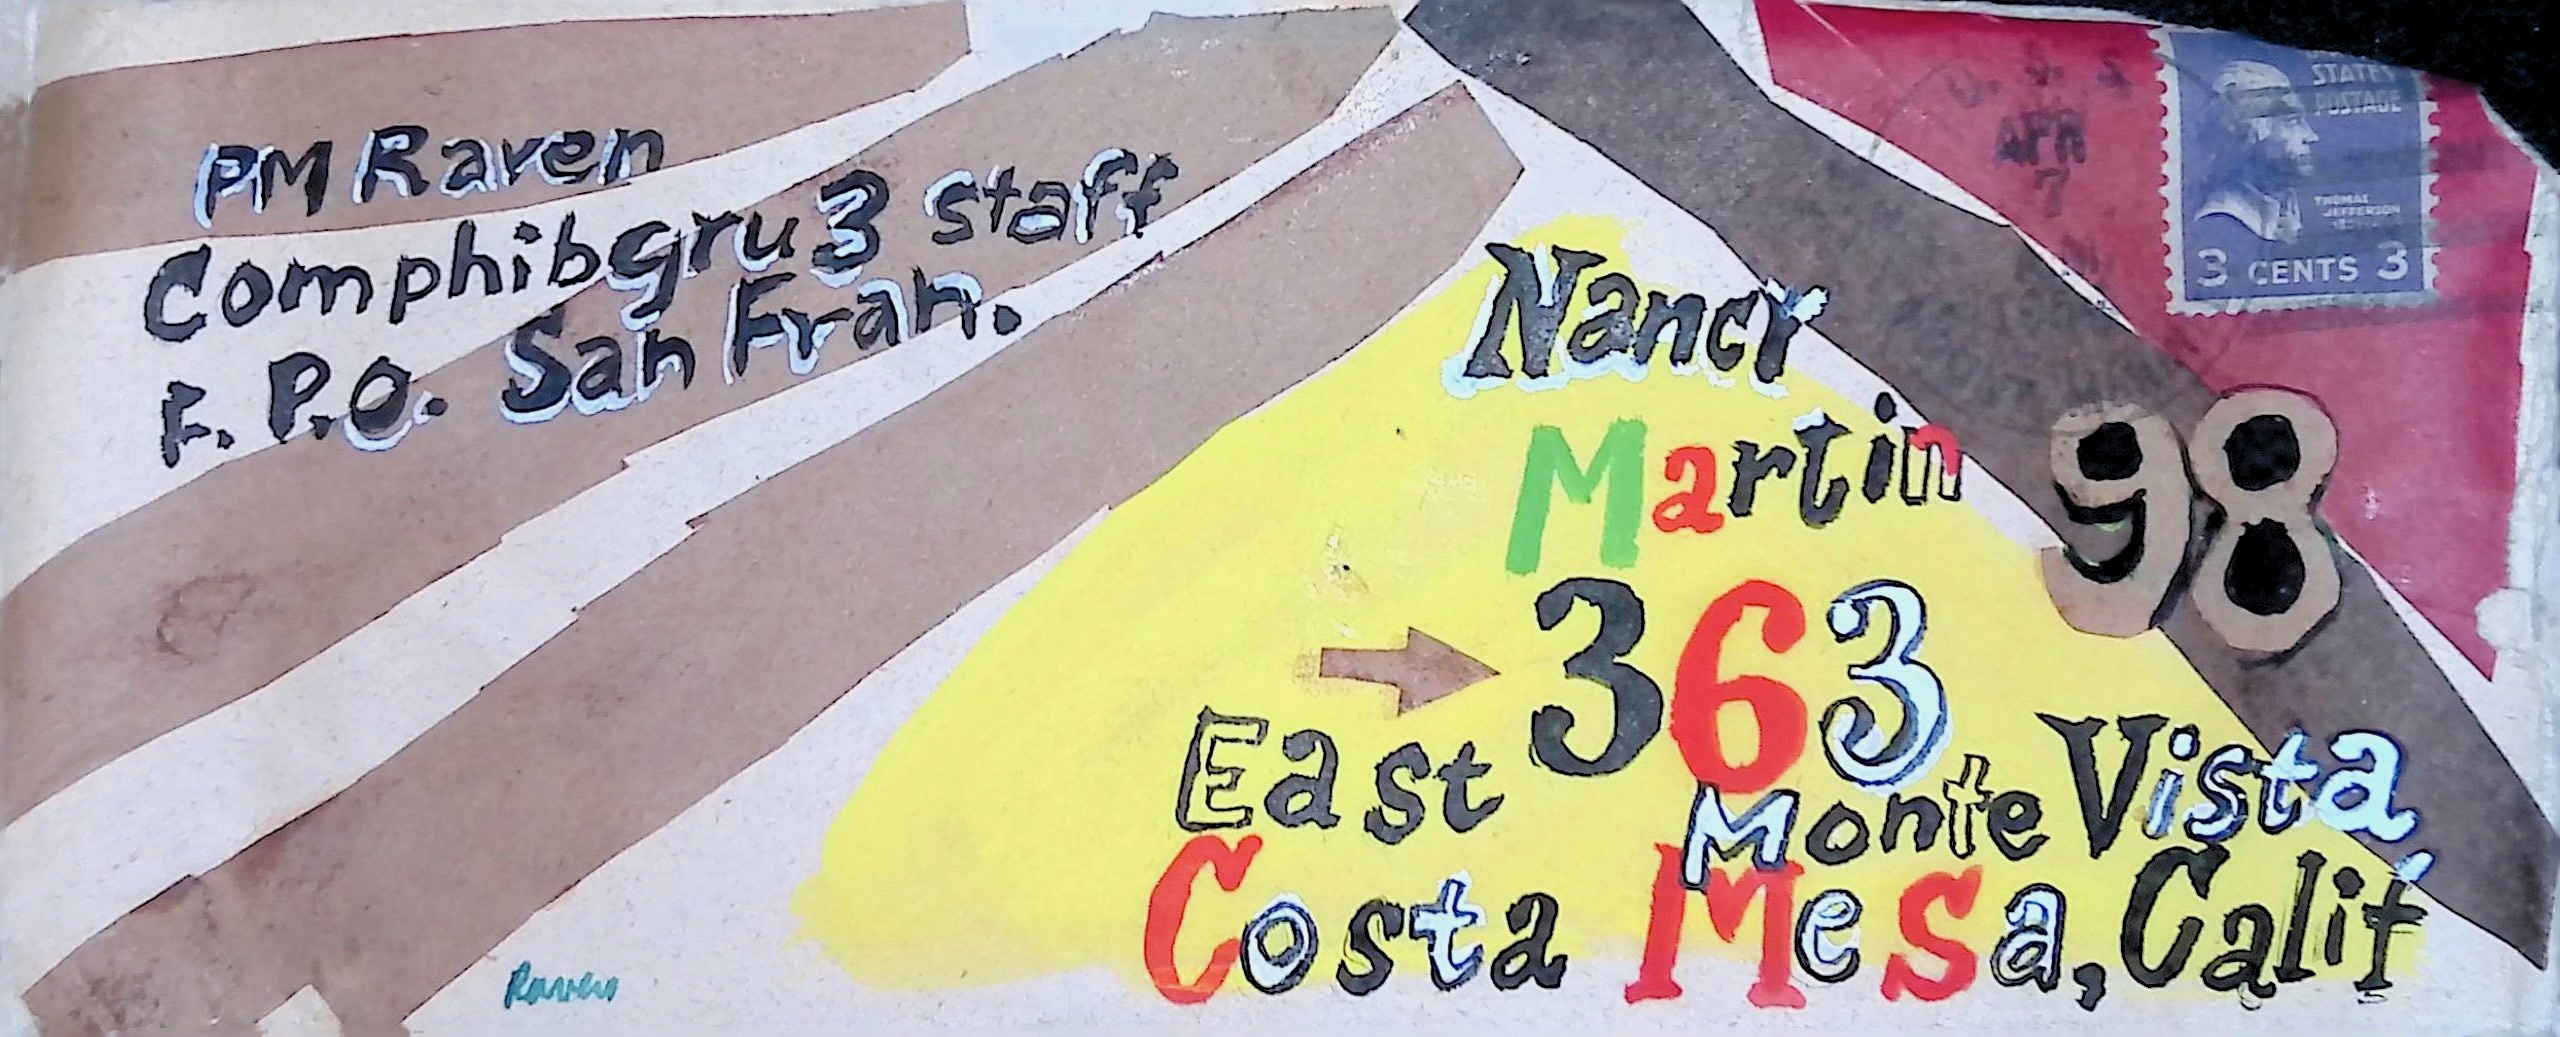 PM Raven
Comphibgru 3 staff
F. P.O. San Fran.
U. S. S
APR
7
STATES
POSTAGE
THOMAS
JEFFERSON
3 CENTS 3
Nancy
Martin
98
363
East Monte Vista,
Costa Mesa, Calif
Raven